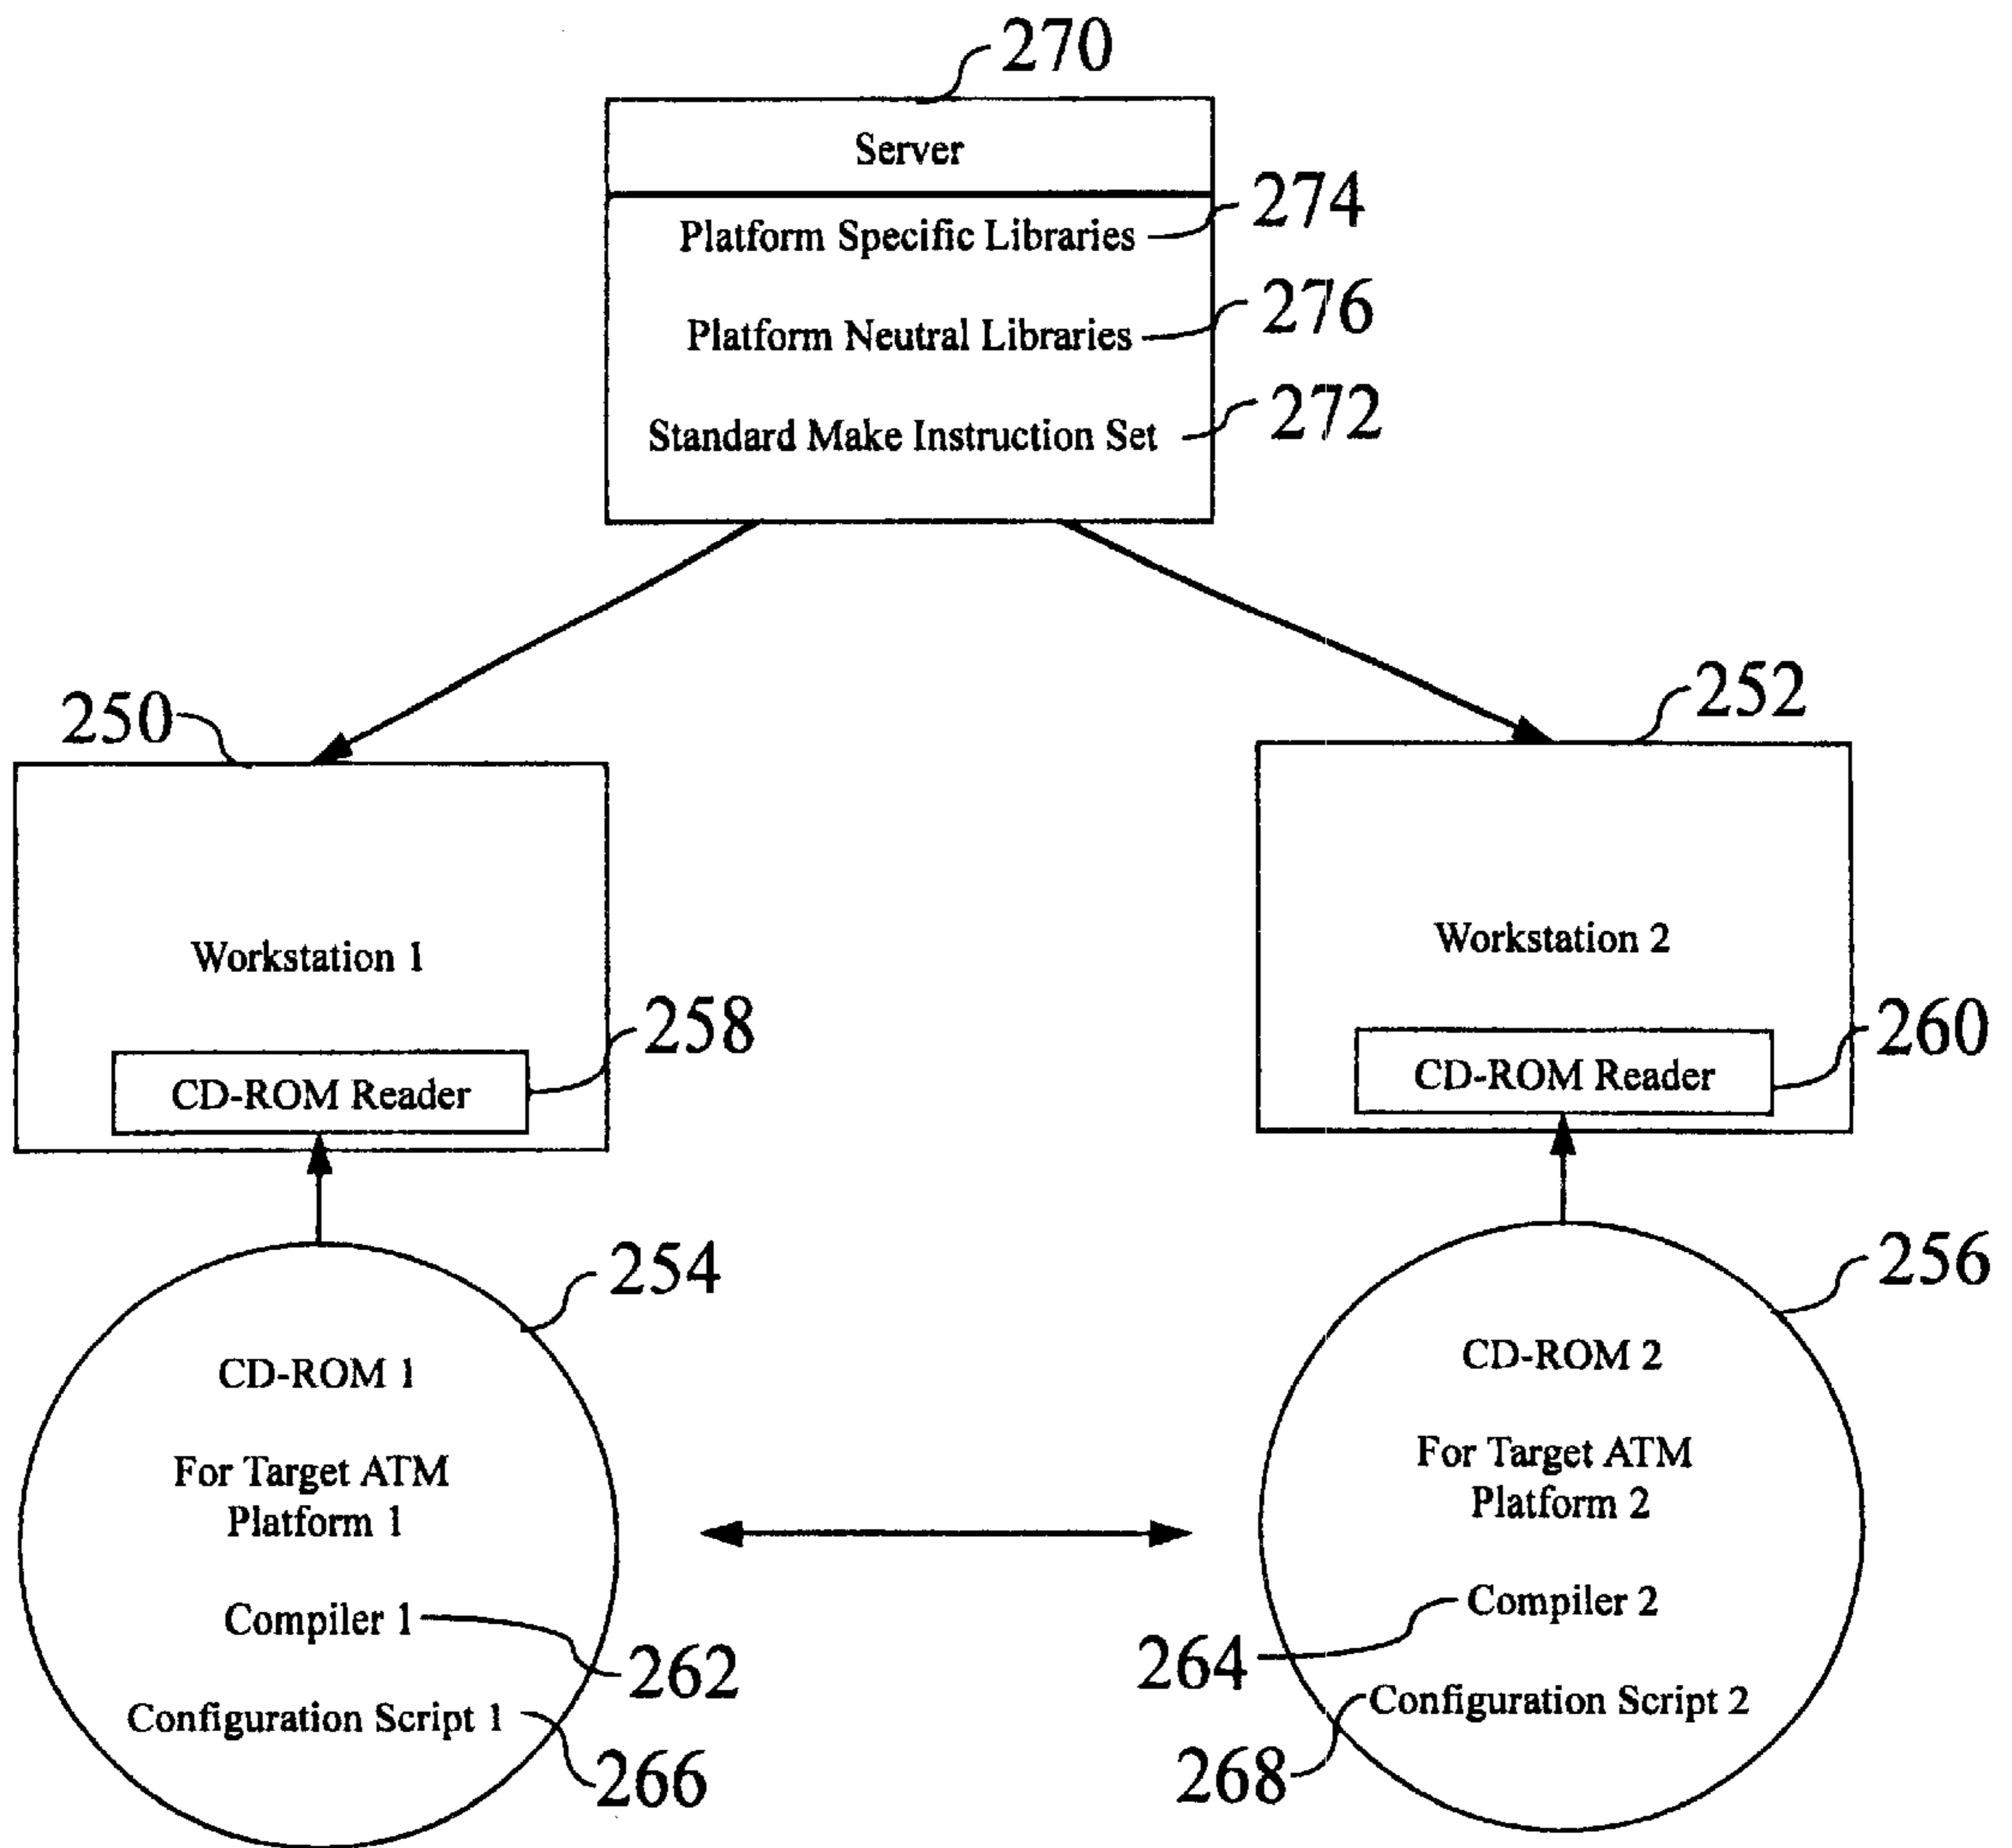 270
Server
274
Platform Specific Libraries
276
Platform Neutral Libraries
272
Standard Make Instruction Set
250
252
Workstation 1
Workstation 2
258
260
CD-ROM Reader
CD-ROM Reader
254
256
CD-ROM 1
CD-ROM 2
For Target ATM
Platform 1
For Target ATM
Platform 2
Compiler 1
Compiler 2
262
264
Configuration Script 1
Configuration Script 2
266
268